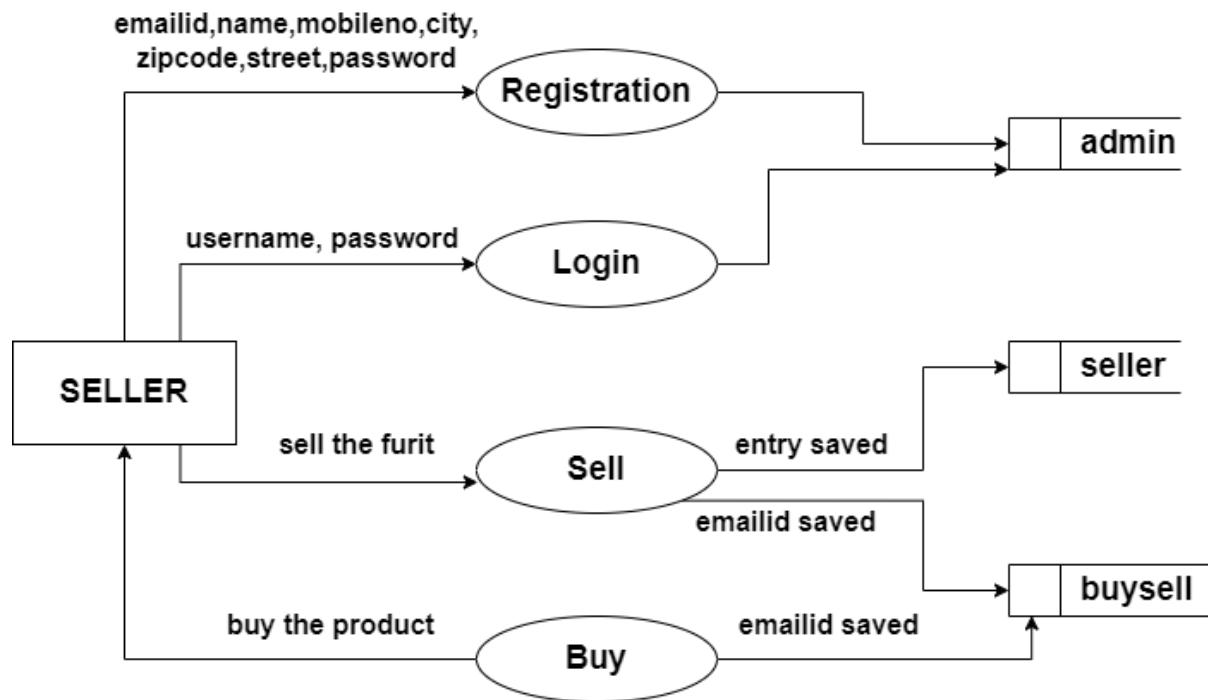 emailid,name,mobileno,city,
zipcode,street,password
Registration
admin
username, password
Login
SELLER
seller
sell the furit
Sell
entry saved
emailid saved
buysell
buy the product
Buy
emailid saved